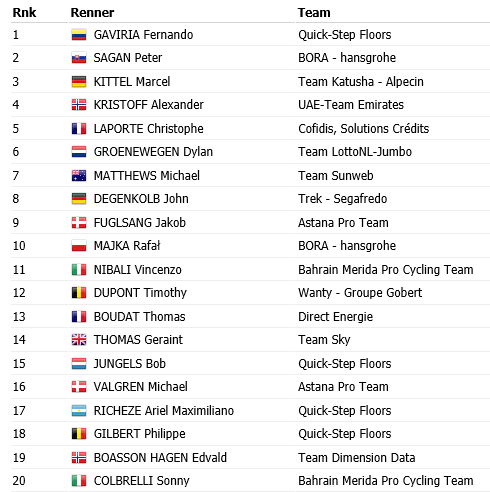 Rnk Renner Team
1 GAVIRIA Fernando Quick-Step Floors
2 SAGAN Peter BORA - hansgrohe
3 KITTEL Marcel Team Katusha - Alpecin
4 KRISTOFF Alexander UAE-Team Emirates
5 LAPORTE Christophe Cofidis, Solutions Crédits
6 GROENEWEGEN Dylan Team LottoNL-Jumbo
7 MATTHEWS Michael Team Sunweb
8 DEGENKOLB John Trek - Segafredo
9 FUGLSANG Jakob Astana Pro Team
10 MAJKA Rafał BORA - hansgrohe
11 NIBALI Vincenzo Bahrain Merida Pro Cycling Team
12 DUPONT Timothy Wanty - Groupe Gobert
13 BOUDAT Thomas Direct Energie
14 THOMAS Geraint Team Sky
15 JUNGELS Bob Quick-Step Floors
16 VALGREN Michael Astana Pro Team
17 RICHEZE Ariel Maximiliano Quick-Step Floors
18 GILBERT Philippe Quick-Step Floors
19 BOASSON HAGEN Edvald Team Dimension Data
20 COLBRELLI Sonny Bahrain Merida Pro Cycling Team